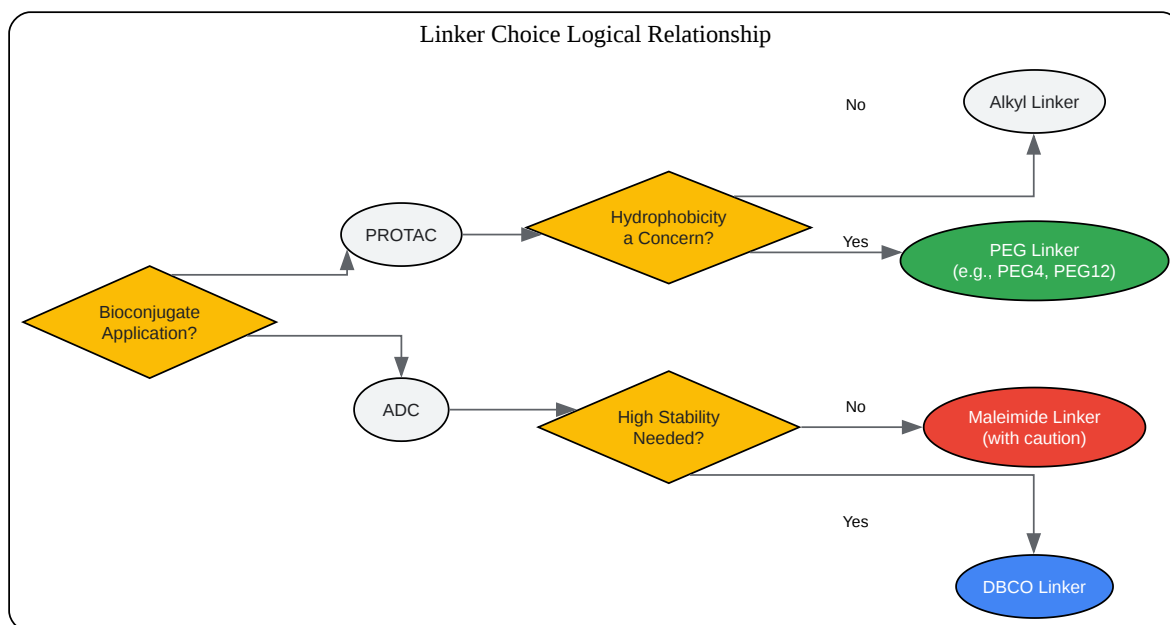 Linker Choice Logical Relationship
No
Alkyl Linker
PROTAC
Hydrophobicity
a Concern?
Yes
PEG Linker
(e.g., PEG4, PEG12)
Bioconjugate
Application?
ADC
High Stability
Needed?
No
Maleimide Linker
(with caution)
Yes
DBCO Linker